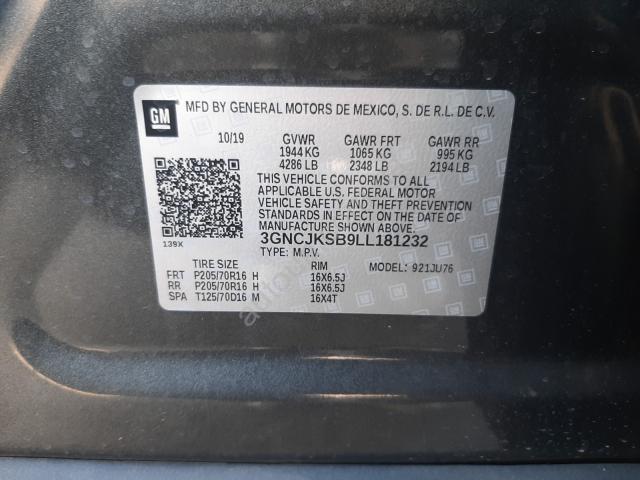 GM
MFD BY GENERAL MOTORS DE MEXICO, S. DE R.L. DE C.V.
10/19 GVWR GAWR FRT GAWR RR
1944 KG 1065 KG 995 KG
4286 LB 2348 LB 2194 LB
THIS VEHICLE CONFORMS TO ALL
APPLICABLE U.S. FEDERAL MOTOR
VEHICLE SAFETY AND THEFT PREVENTION
STANDARDS IN EFFECT ON THE DATE OF
MANUFACTURE SHOWN ABOVE.
139X 3GNCJKSB9LL181232
TYPE: M.P.V.
TIRE SIZE RIM MODEL: 921JU76
FRT P205/70R16 H 16X6.5J
RR P205/70R16 H 16X6.5J
SPA T125/70D16 M 16X4T